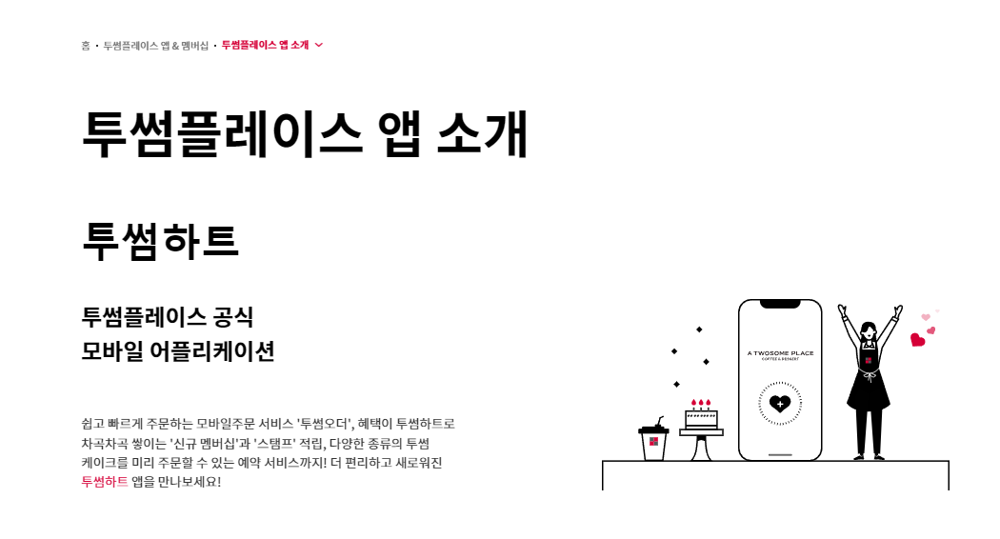 홈 · 투썸플레이스 앱 & 멤버십 · 투썸플레이스 앱 소개
투썸플레이스 앱 소개
투썸하트
투썸플레이스 공식
모바일 어플리케이션
쉽고 빠르게 주문하는 모바일주문 서비스 '투썸오더', 혜택이 투썸하트로
차곡차곡 쌓이는 '신규 멤버십'과 '스탬프' 적립, 다양한 종류의 투썸
케이크를 미리 주문할 수 있는 예약 서비스까지! 더 편리하고 새로워진
투썸하트 앱을 만나보세요!
A TWOSOME PLACE
COFFEE & DESSERT